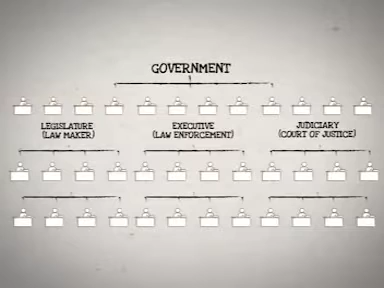 GOVERNMENT
LEGISLATURE
(LAW MAKER)
EXECUTIVE
(LAW ENFORCEMENT)
JUDICIARY
(COURT OF JUSTICE)